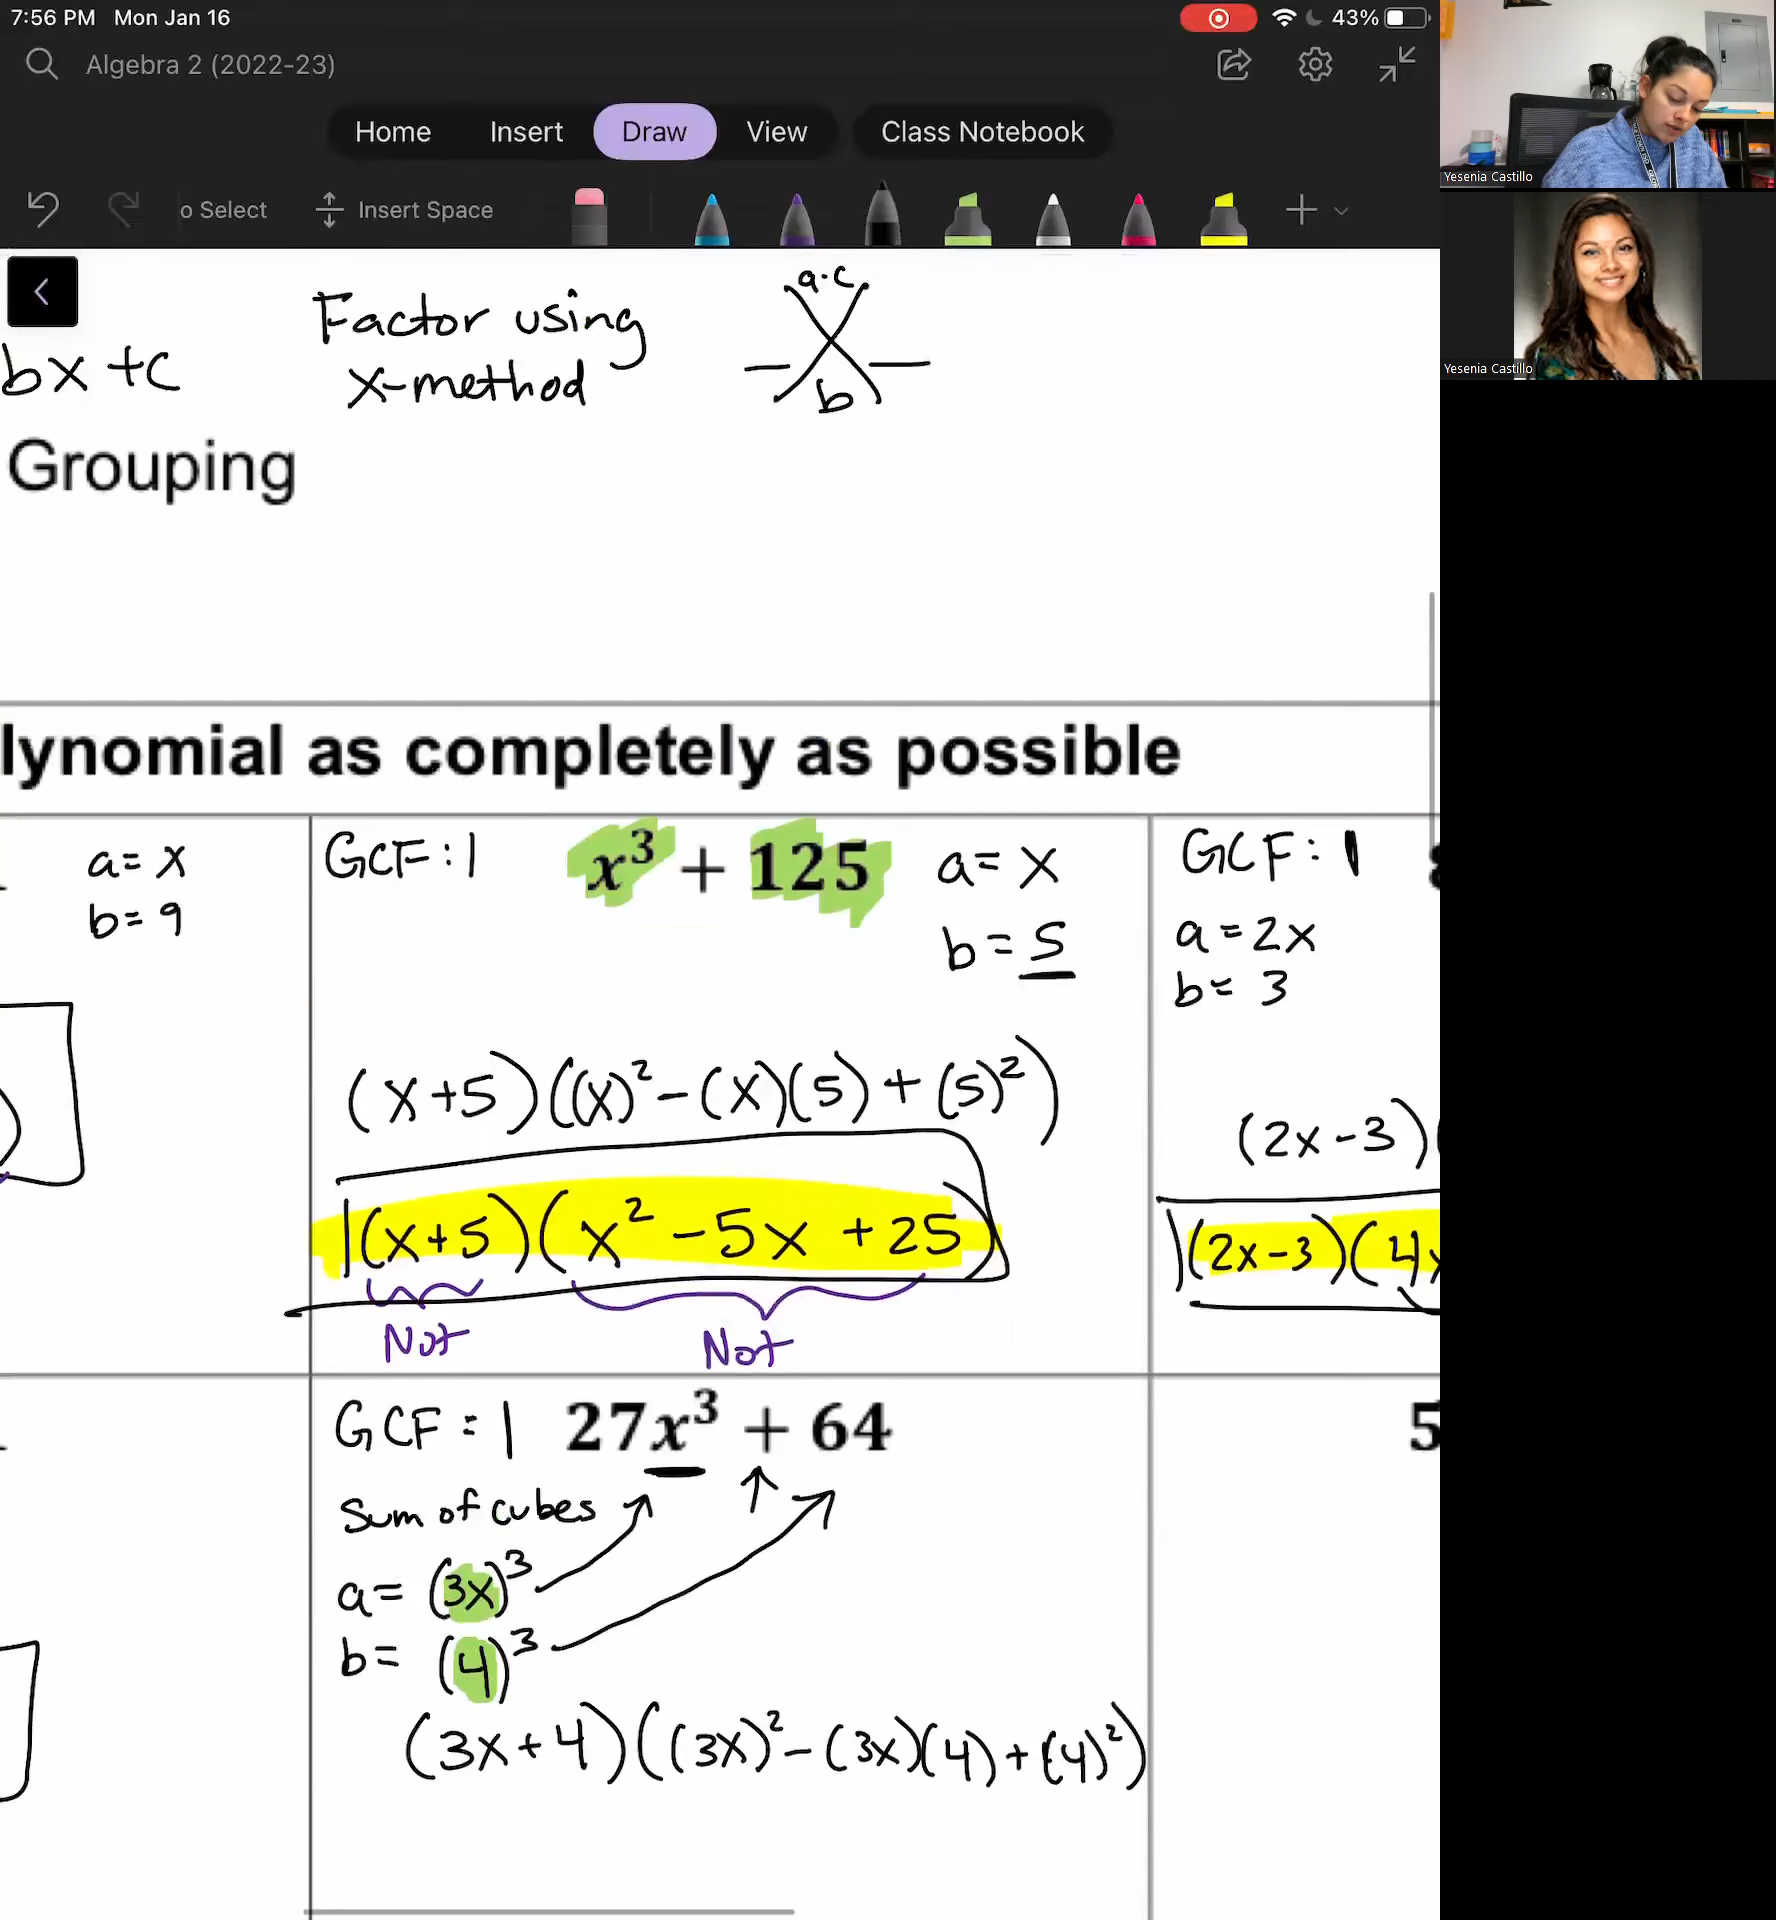 7:56 PM Mon Jan 16
43%
Algebra 2 (2022-23)
Home Insert Draw View Class Notebook
o Select Insert Space
Yesenia Castillo
Yesenia Castillo
bx +c
Factor using
x-method
a·c
b
Grouping
lynomial as completely as possible
a= x
b= 9
GCF:1 x³ + 125 a= x
b= 5
(x+5)((x)²-(x)(5)+(5)²)
1(x+5)(x² -5x +25)
Not Not
GCF: 1
a=2x
b= 3
(2x-3)(
1(2x-3)(4x
GCF = 1 27x³ + 64
Sum of cubes
a= (3x)³
b= (4)³
(3x+4)((3x)²-(3x)(4)+(4)²)
5